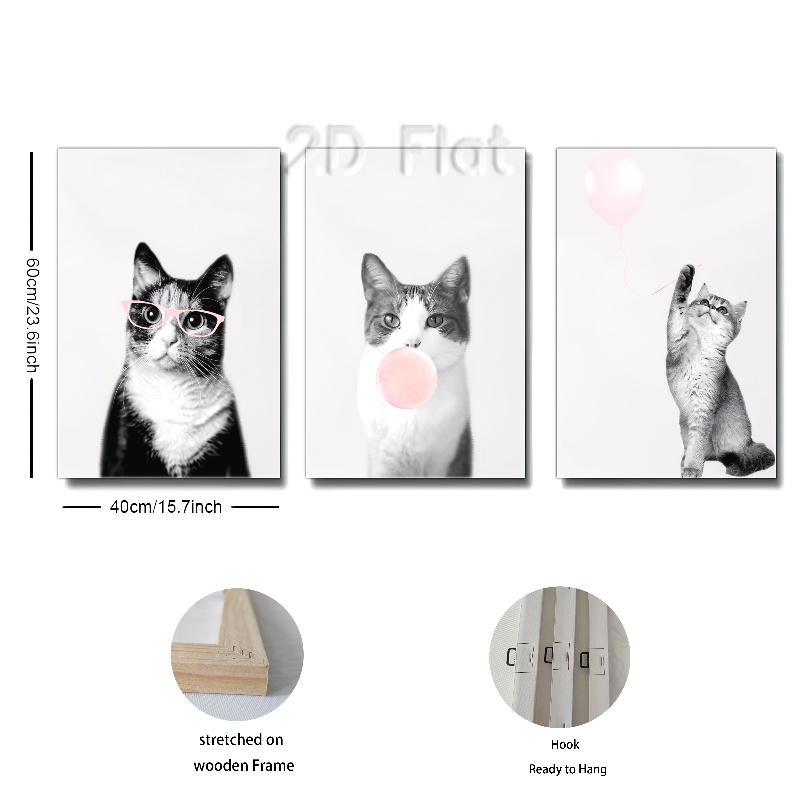 2D Flat
60cm/23.6inch
40cm/15.7inch
stretched on
wooden Frame
Hook
Ready to Hang